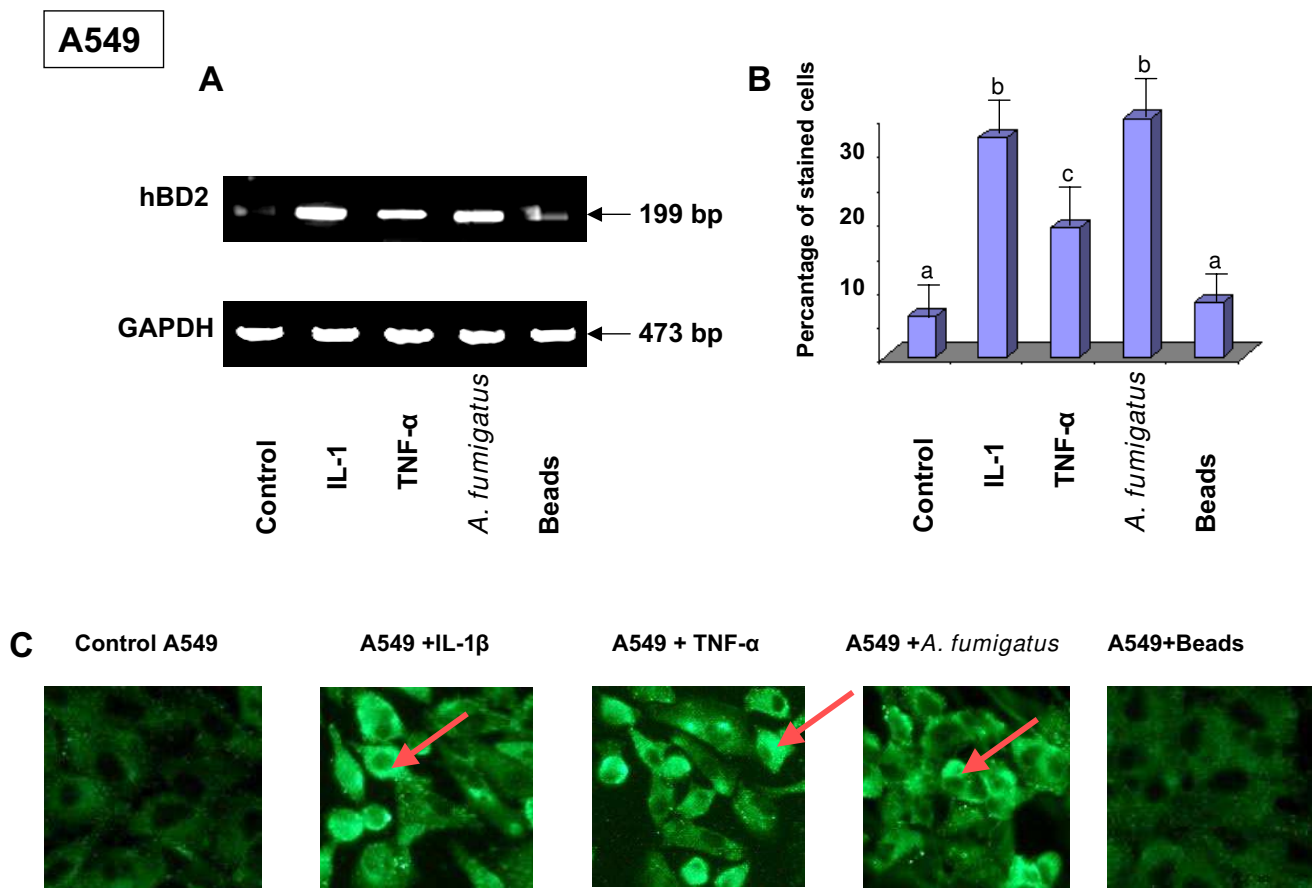 A549
A
hBD2
199 bp
GAPDH
473 bp
Control
IL-1
TNF-α
A. fumigatus
Beads
B
Percantage of stained cells
30
20
10
a
b
c
b
a
Control
IL-1
TNF-α
A. fumigatus
Beads
C
Control A549
A549 +IL-1β
A549 + TNF-α
A549 +A. fumigatus
A549+Beads